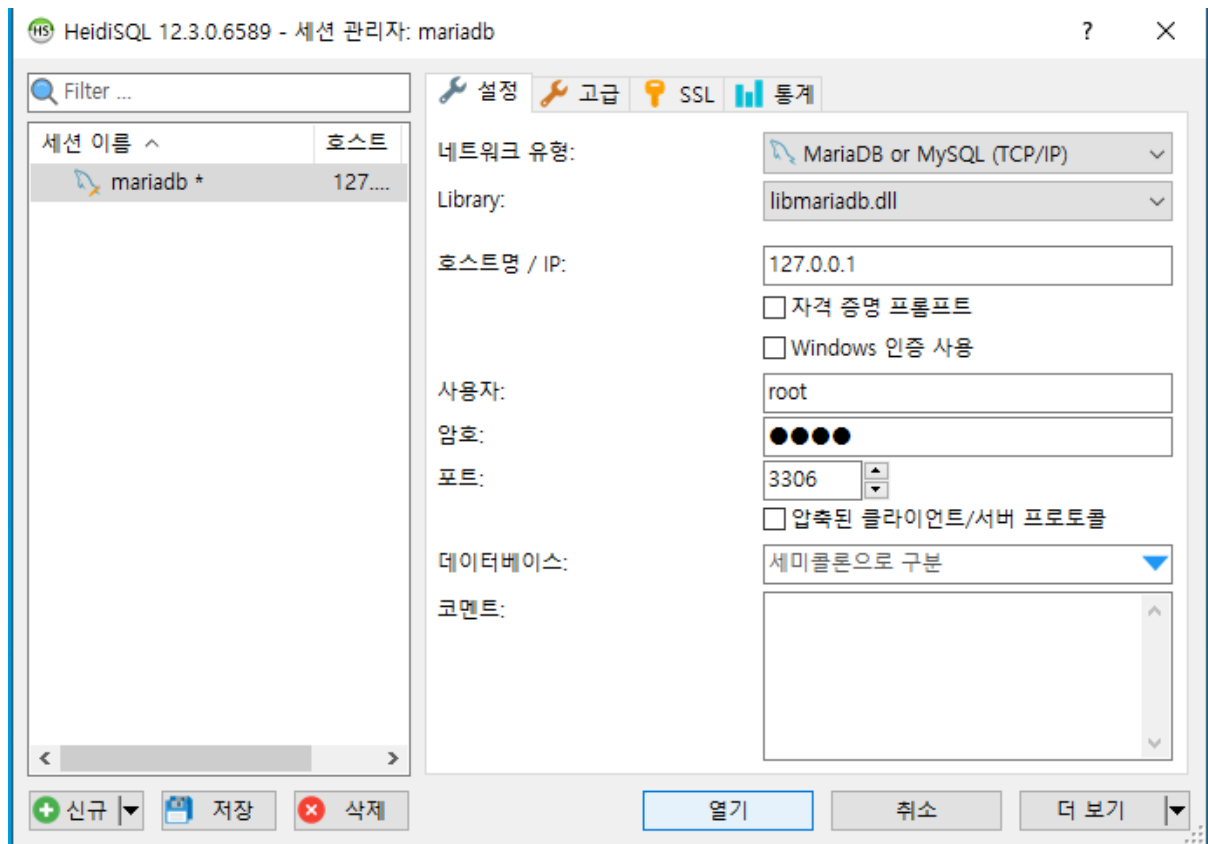 HeidiSQL 12.3.0.6589 - 세션 관리자: mariadb
Filter ...
세션 이름 호스트
mariadb * 127....
신규 저장 삭제
설정 고급 SSL 통계
네트워크 유형: MariaDB or MySQL (TCP/IP)
Library: libmariadb.dll
호스트명 / IP: 127.0.0.1
자격 증명 프롬프트
Windows 인증 사용
사용자: root
암호: ●●●●
포트: 3306
압축된 클라이언트/서버 프로토콜
데이터베이스: 세미콜론으로 구분
코멘트:
열기 취소 더 보기